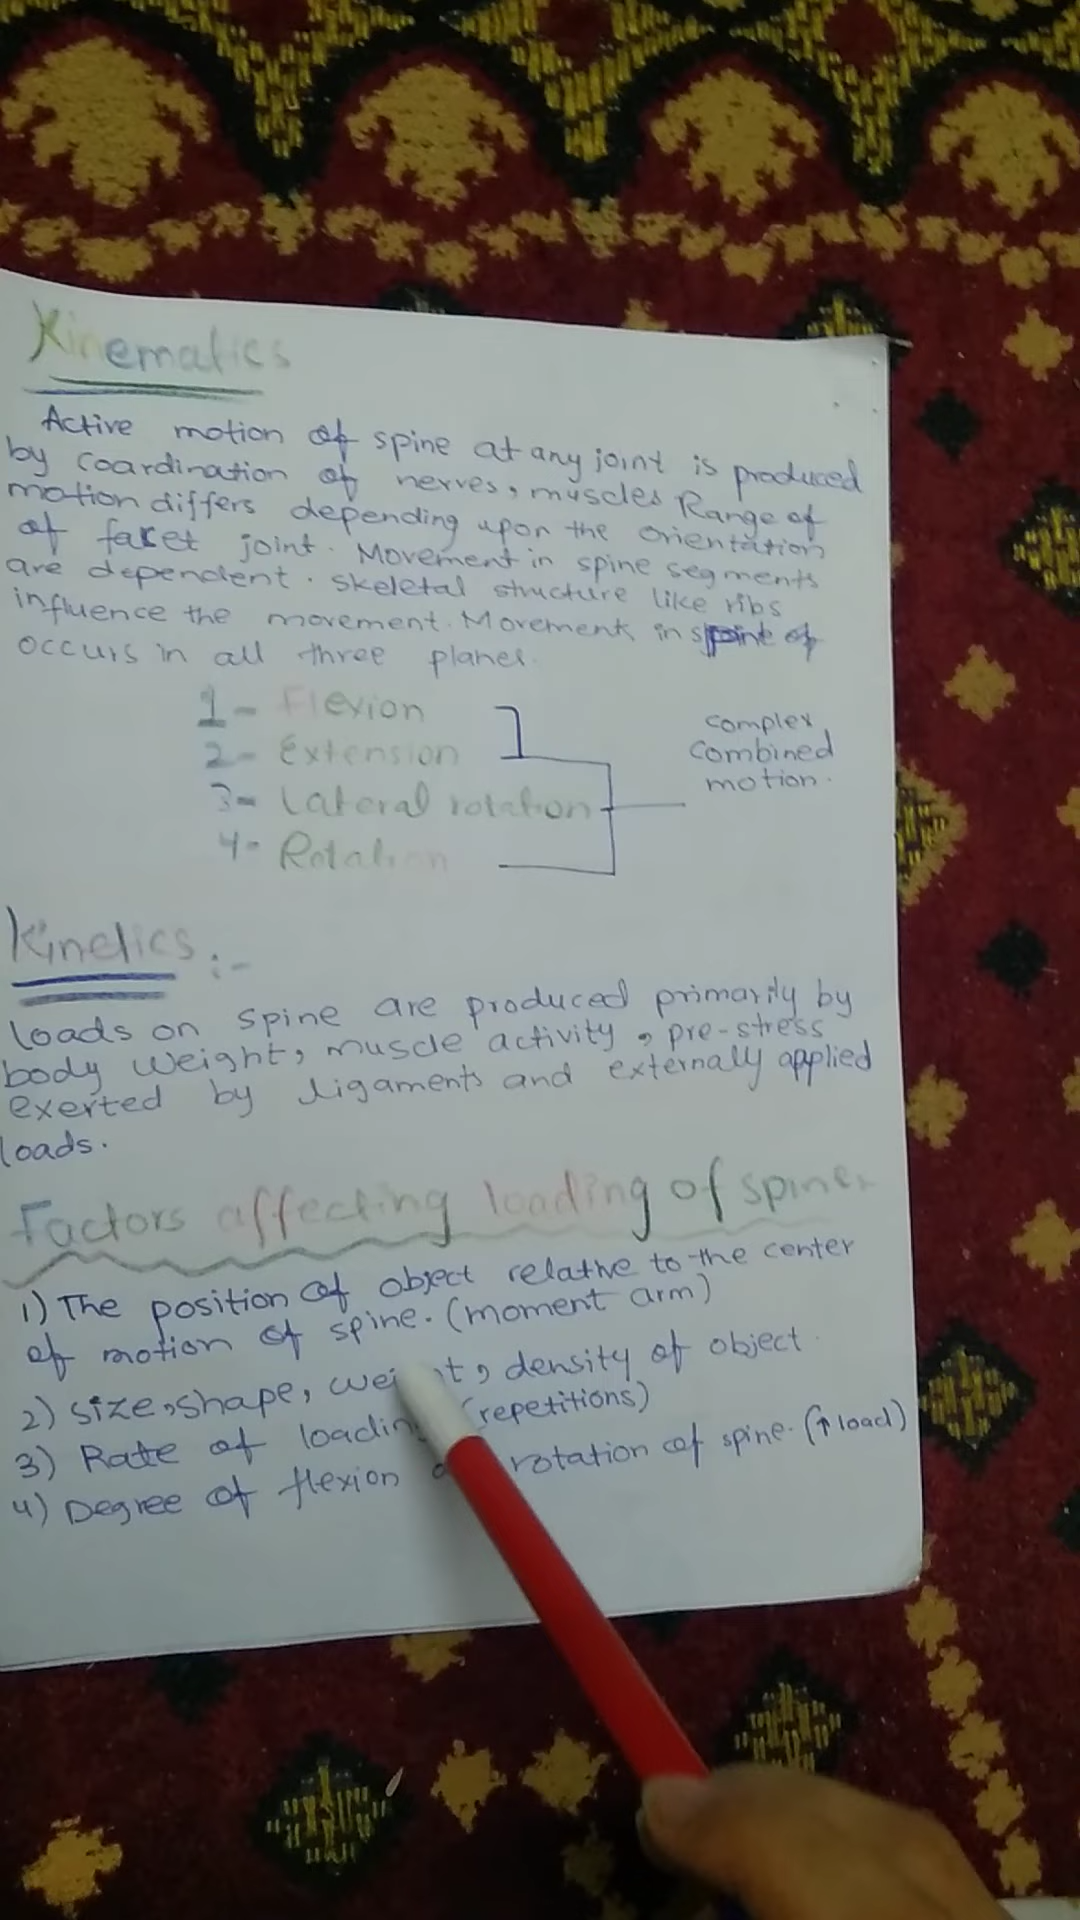 Kinematics
Active motion of spine at any joint is produced
by coardination of nerves, muscles Range of
motion differs depending upon the orientation
of facet joint. Movement in spine segments
are dependent. skeletal structure like ribs
influence the movement. Movement in spine of
occurs in all three planes.
1- Flexion
2- Extension
3- Lateral rotation
4- Rotation
complex
combined
motion.
Kinetics :-
loads on spine are produced primarily by
body weight, muscle activity, pre-stress
exerted by ligaments and externally applied
loads.
Factors affecting loading of spine
1) The position of object relative to the center
of motion of spine. (moment arm)
2) Size, shape, weight, density of object
3) Rate of loading (repetitions)
4) Degree of flexion rotation of spine. (↑ load)